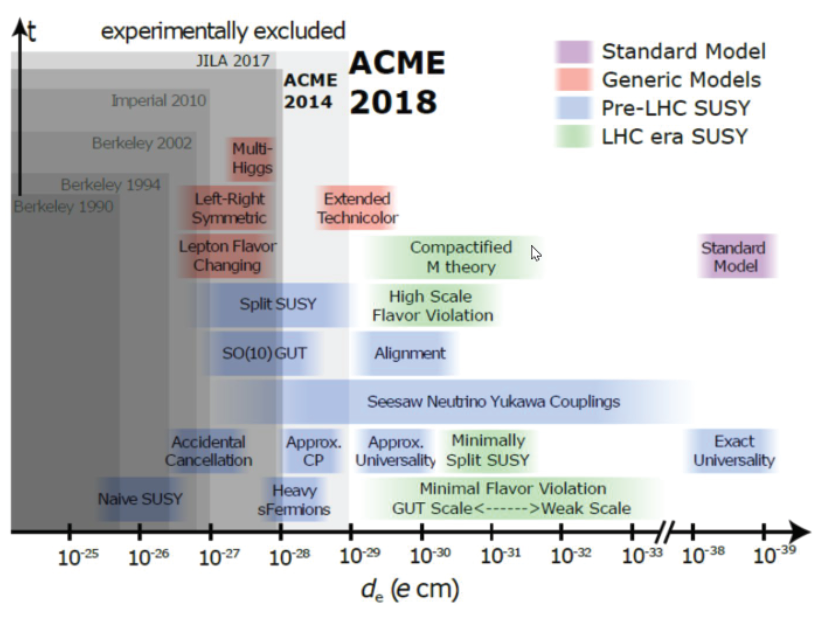 t
experimentally excluded
JILA 2017
ACME
2014
ACME
2018
Standard Model
Generic Models
Pre-LHC SUSY
LHC era SUSY
Imperial 2010
Berkeley 2002
Berkeley 1994
Berkeley 1990
Multi-
Higgs
Left-Right
Symmetric
Extended
Technicolor
Lepton Flavor
Changing
Compactified
M theory
Standard
Model
Split SUSY
High Scale
Flavor Violation
SO(10) GUT
Alignment
Seesaw Neutrino Yukawa Couplings
Accidental
Cancellation
Approx.
CP
Approx.
Universality
Minimally
Split SUSY
Exact
Universality
Naive SUSY
Heavy
sFermions
Minimal Flavor Violation
GUT Scale<------>Weak Scale
10⁻²⁵ 10⁻²⁶ 10⁻²⁷ 10⁻²⁸ 10⁻²⁹ 10⁻³⁰ 10⁻³¹ 10⁻³² 10⁻³³ 10⁻³⁸ 10⁻³⁹
dₑ (e cm)